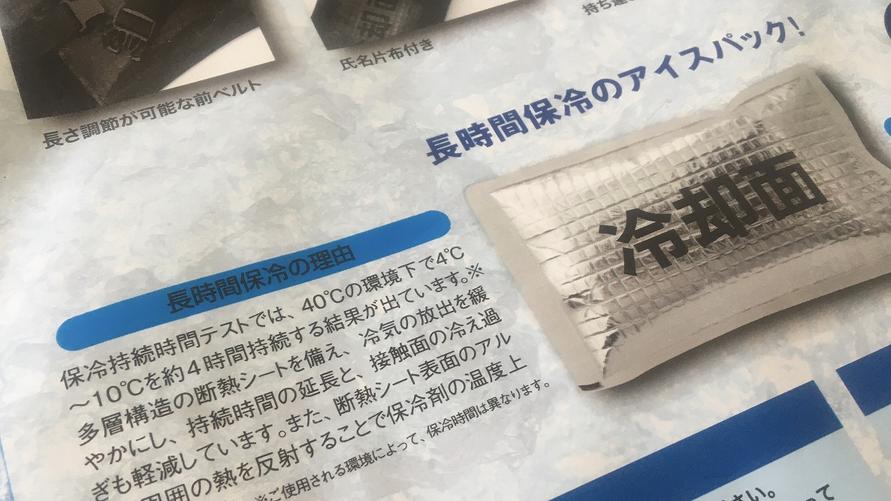 長さ調節が可能な前ベルト
氏名片布付き
長時間保冷のアイスパック!
冷却面
長時間保冷の理由
保冷持続時間テストでは、40℃の環境下で4℃
～10℃を約4時間持続する結果が出ています。※
多層構造の断熱シートを備え、冷気の放出を緩
やかにし、持続時間の延長と、接触面の冷え過
ぎも軽減しています。また、断熱シート表面のアル
周囲の熱を反射することで保冷剤の温度上
※ご使用される環境によって、保冷時間は異なります。